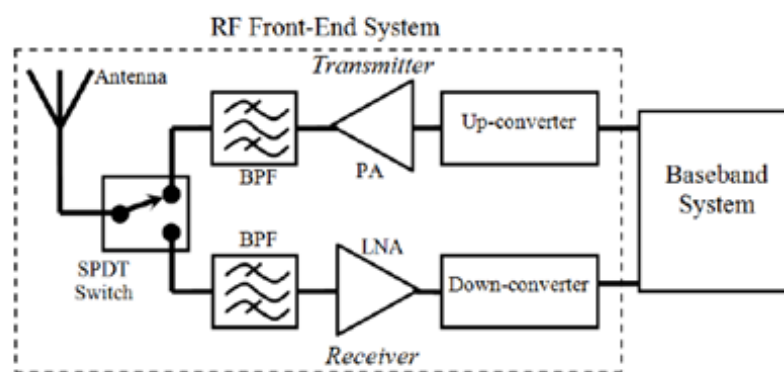 RF Front-End System
Transmitter
Antenna
Up-converter
PA
BPF
Baseband
System
SPDT
Switch
BPF
LNA
Down-converter
Receiver